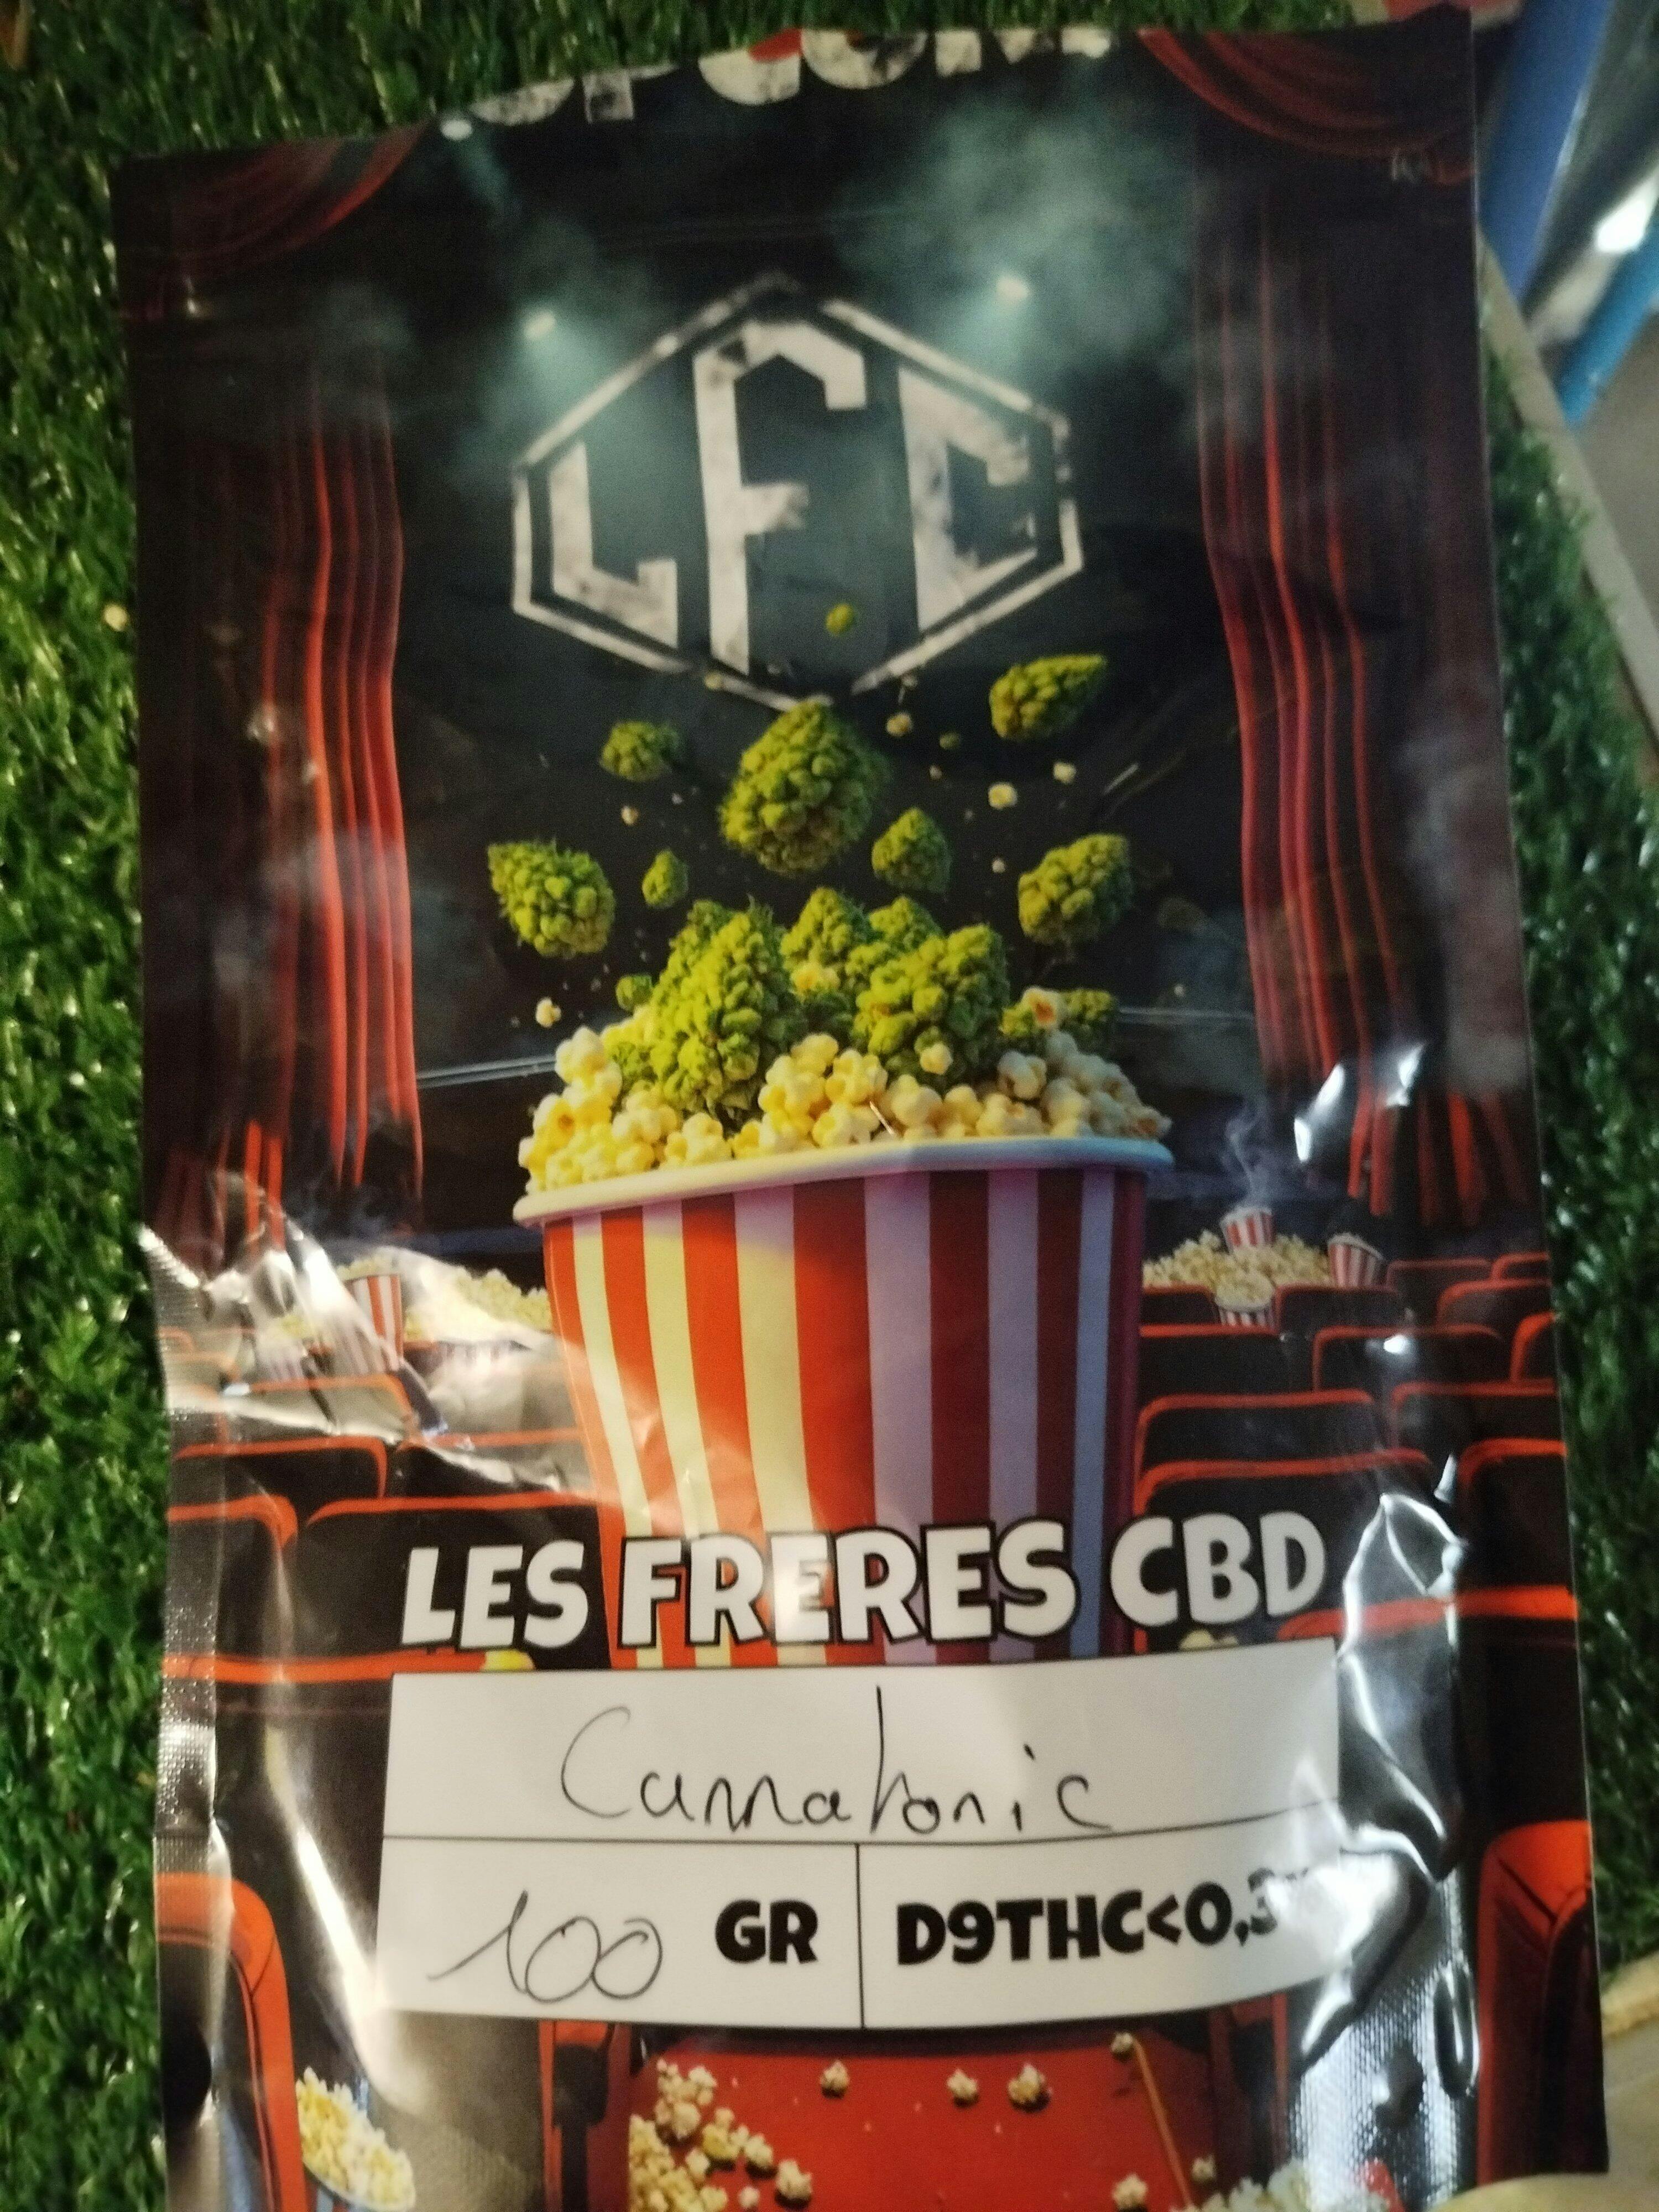 LFC
LES FRERES CBD
Cannatonic
100 GR
D9THC<0,3